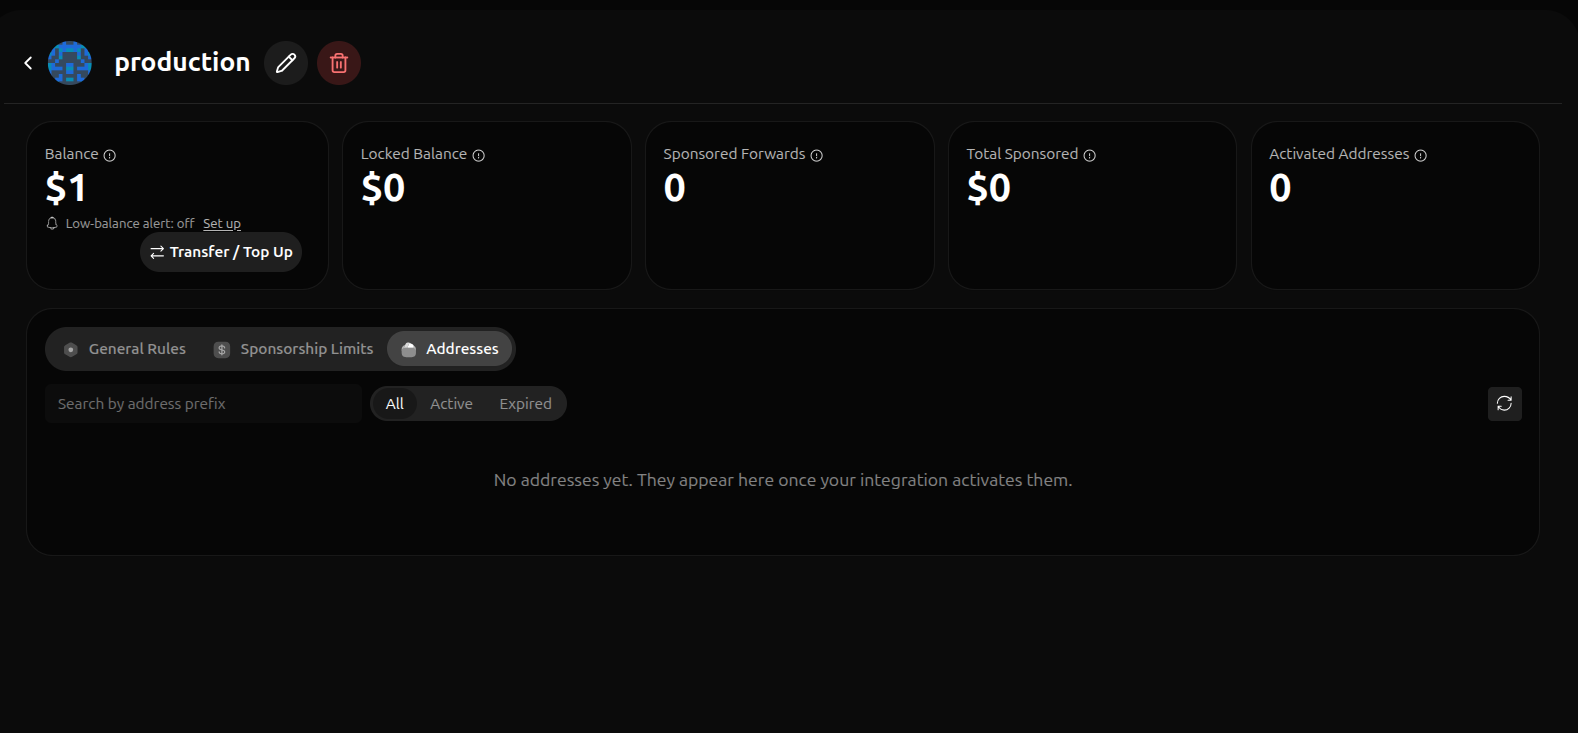 production
Balance
$1
Low-balance alert: off Set up
Transfer / Top Up
Locked Balance
$0
Sponsored Forwards
0
Total Sponsored
$0
Activated Addresses
0
General Rules
Sponsorship Limits
Addresses
Search by address prefix
All
Active
Expired
No addresses yet. They appear here once your integration activates them.